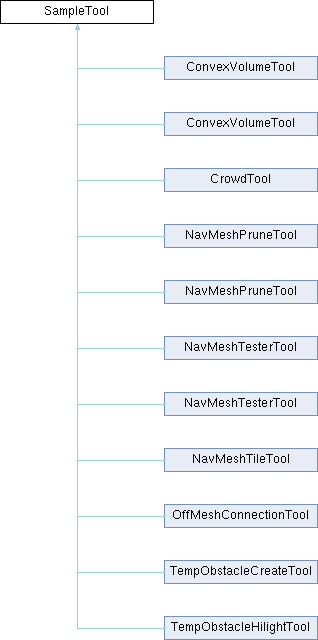 SampleTool
ConvexVolumeTool
ConvexVolumeTool
CrowdTool
NavMeshPruneTool
NavMeshPruneTool
NavMeshTesterTool
NavMeshTesterTool
NavMeshTileTool
OffMeshConnectionTool
TempObstacleCreateTool
TempObstacleHilightTool